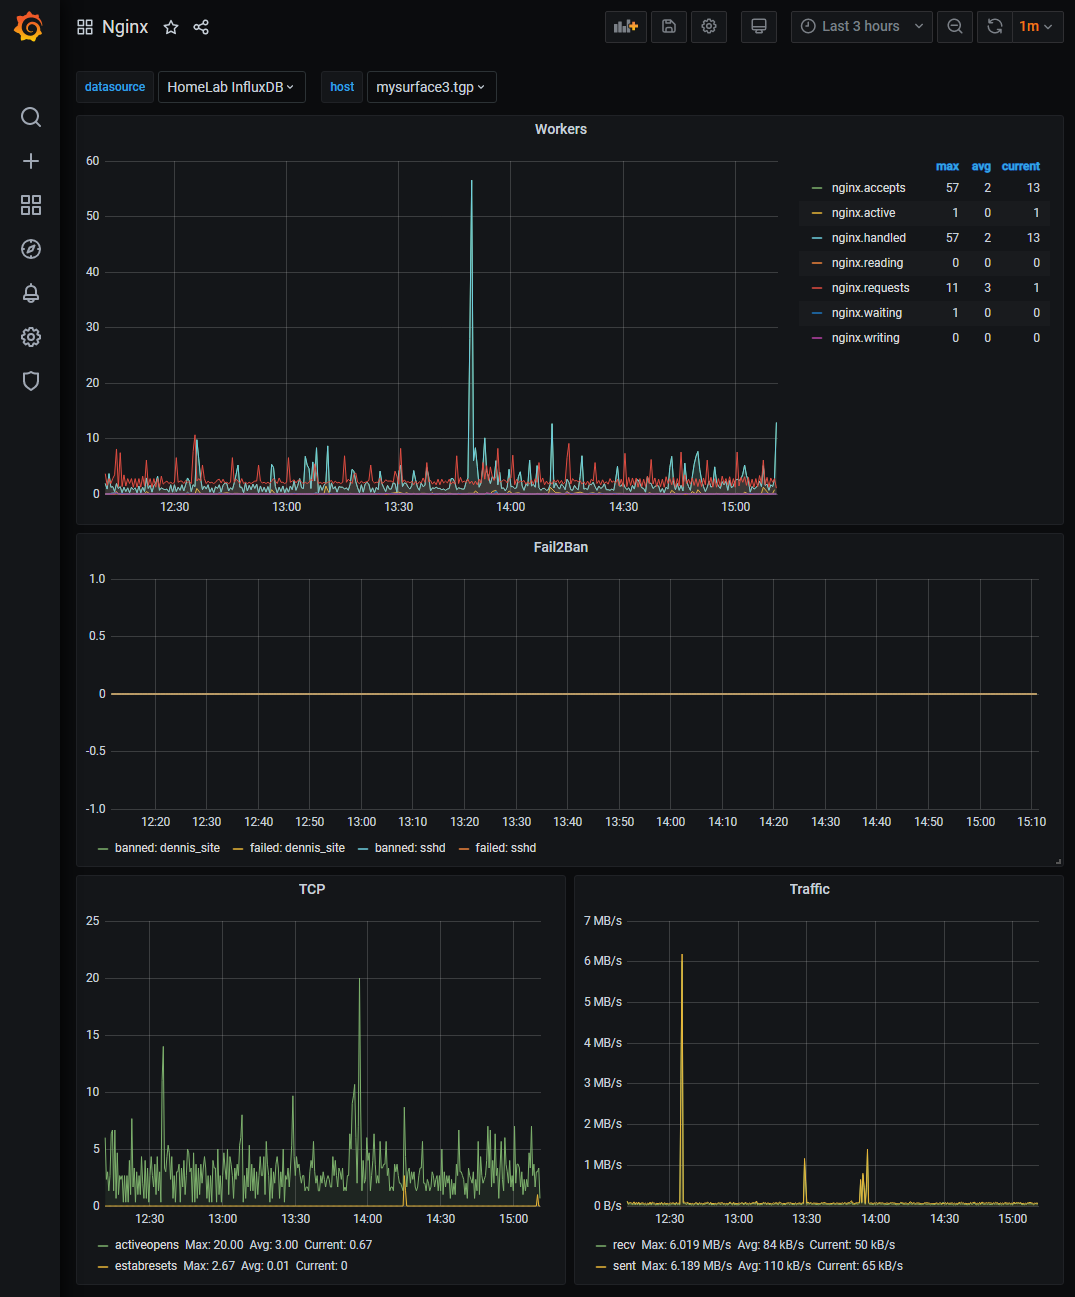 Nginx
Last 3 hours
1m
datasource HomeLab InfluxDB host mysurface3.tgp
Workers
60
50
40
30
20
10
0
12:30 13:00 13:30 14:00 14:30 15:00
max avg current
nginx.accepts 57 2 13
nginx.active 1 0 1
nginx.handled 57 2 13
nginx.reading 0 0 0
nginx.requests 11 3 1
nginx.waiting 1 0 0
nginx.writing 0 0 0
Fail2Ban
1.0
0.5
0
-0.5
-1.0
12:20 12:30 12:40 12:50 13:00 13:10 13:20 13:30 13:40 13:50 14:00 14:10 14:20 14:30 14:40 14:50 15:00 15:10
banned: dennis_site failed: dennis_site banned: sshd failed: sshd
TCP
25
20
15
10
5
0
12:30 13:00 13:30 14:00 14:30 15:00
activeopens Max: 20.00 Avg: 3.00 Current: 0.67
estabresets Max: 2.67 Avg: 0.01 Current: 0
Traffic
7 MB/s
6 MB/s
5 MB/s
4 MB/s
3 MB/s
2 MB/s
1 MB/s
0 B/s
12:30 13:00 13:30 14:00 14:30 15:00
recv Max: 6.019 MB/s Avg: 84 kB/s Current: 50 kB/s
sent Max: 6.189 MB/s Avg: 110 kB/s Current: 65 kB/s